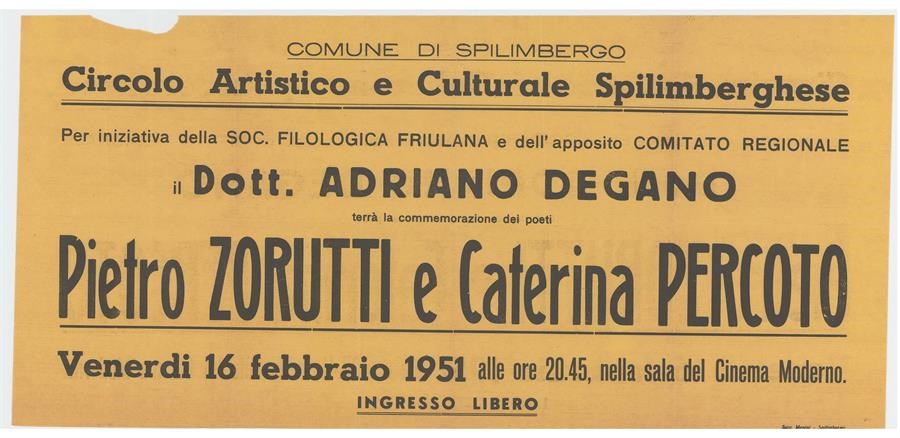 COMUNE DI SPILIMBERGO
Circolo Artistico e Culturale Spilimberghese
Per iniziativa della SOC. FILOLOGICA FRIULANA e dell'apposito COMITATO REGIONALE
il Dott. ADRIANO DEGANO
terrà la commemorazione dei poeti
Pietro ZORUTTI e Caterina PERCOTO
Venerdi 16 febbraio 1951 alle ore 20.45, nella sala del Cinema Moderno.
INGRESSO LIBERO